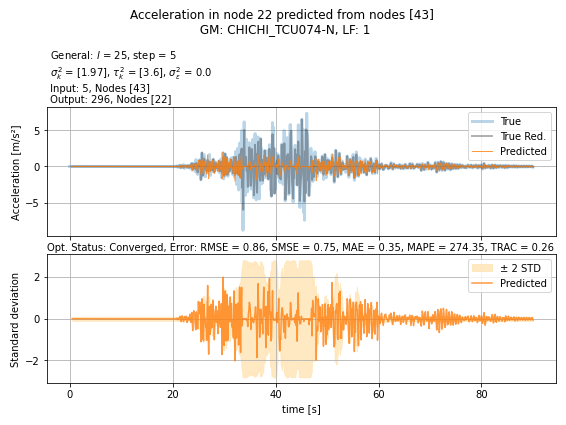 Acceleration in node 22 predicted from nodes [43]
GM: CHICHI_TCU074-N, LF: 1
General: l = 25, step = 5
σ²ₖ = [1.97], τ²ₖ = [3.6], σ²ε = 0.0
Input: 5, Nodes [43]
Output: 296, Nodes [22]
Acceleration [m/s²]
5
0
−5
True
True Red.
Predicted
Opt. Status: Converged, Error: RMSE = 0.86, SMSE = 0.75, MAE = 0.35, MAPE = 274.35, TRAC = 0.26
Standard deviation
2
0
−2
± 2 STD
Predicted
0 20 40 60 80
time [s]